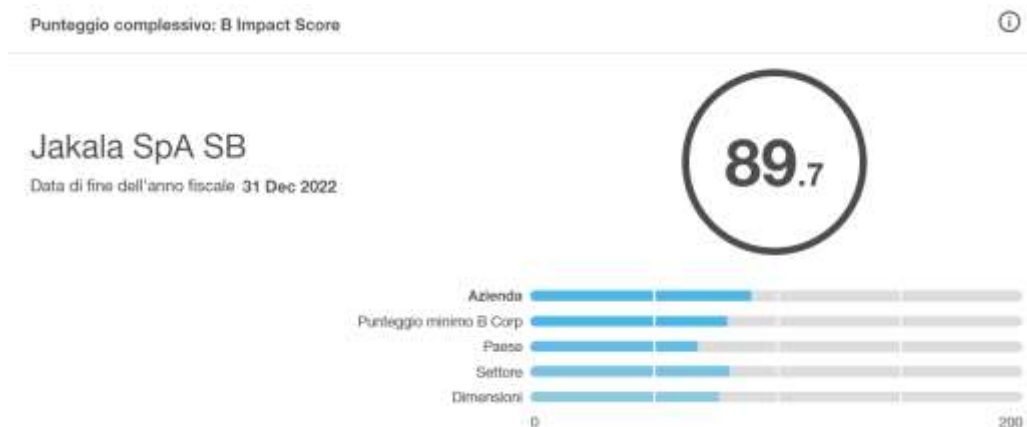 Punteggio complessivo: B Impact Score
Jakala SpA SB
Data di fine dell'anno fiscale 31 Dec 2022
89.7
Azienda
Punteggio minimo B Corp
Paese
Settore
Dimensioni
0 200